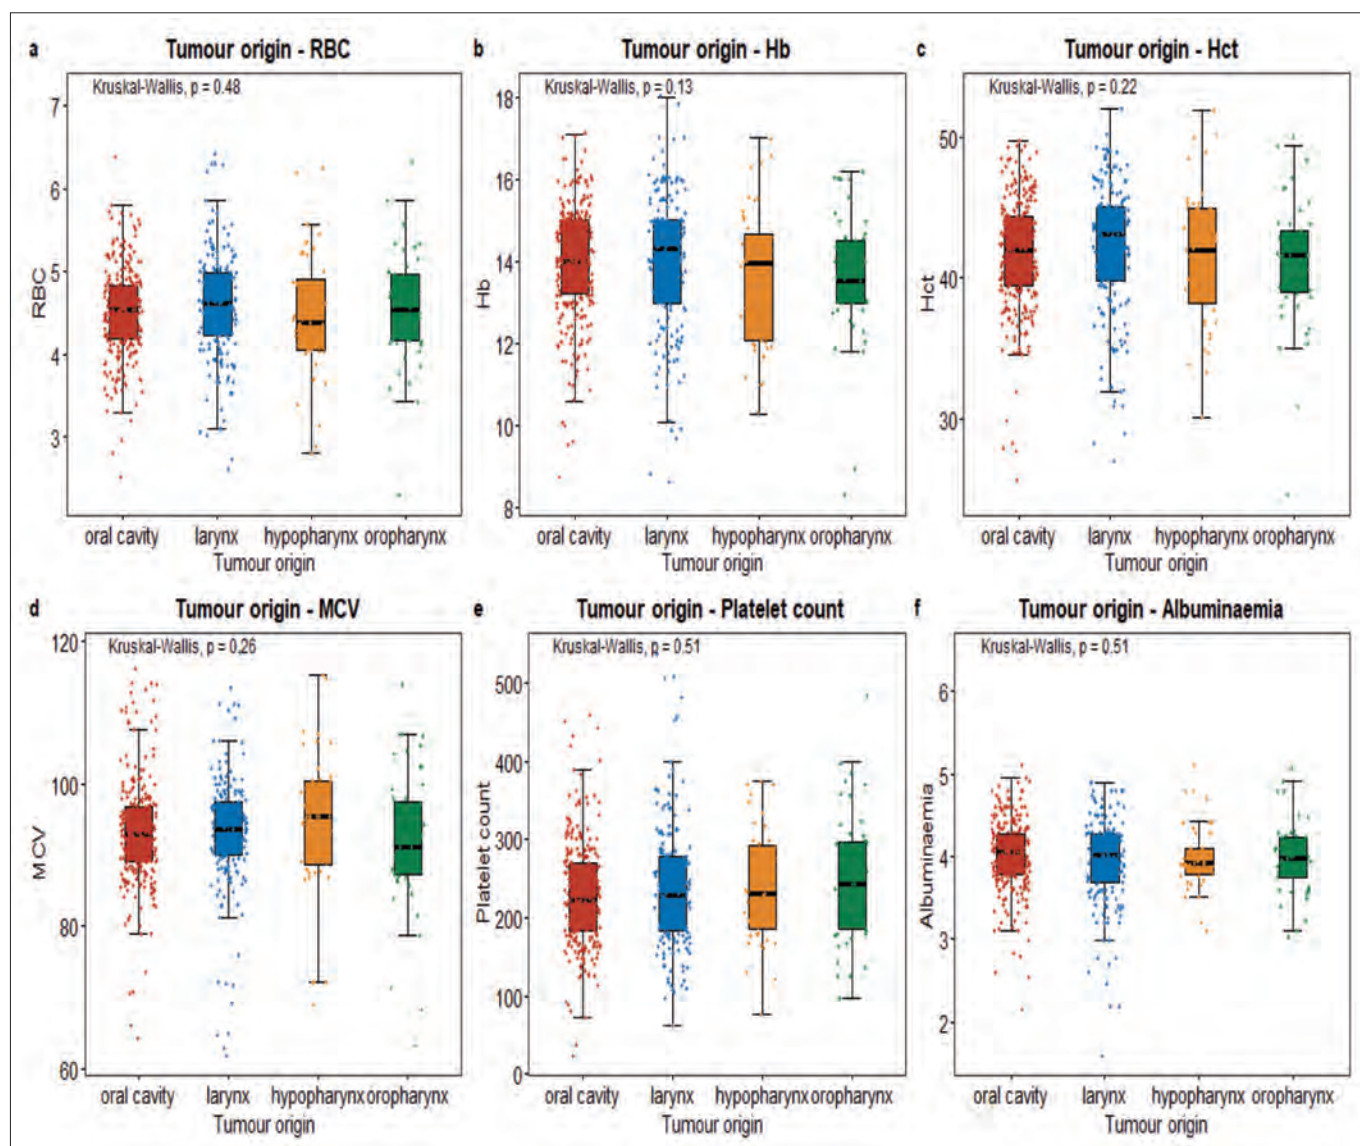 a Tumour origin - RBC
Kruskal-Wallis, p = 0.48
7
6
5
4
3
RBC
oral cavity larynx hypopharynx oropharynx
Tumour origin
b Tumour origin - Hb
Kruskal-Wallis, p = 0.13
18
16
14
12
10
8
Hb
oral cavity larynx hypopharynx oropharynx
Tumour origin
c Tumour origin - Hct
Kruskal-Wallis, p = 0.22
50
40
30
Hct
oral cavity larynx hypopharynx oropharynx
Tumour origin
d Tumour origin - MCV
Kruskal-Wallis, p = 0.26
120
100
80
60
MCV
oral cavity larynx hypopharynx oropharynx
Tumour origin
e Tumour origin - Platelet count
Kruskal-Wallis, p = 0.51
500
400
300
200
100
0
Platelet count
oral cavity larynx hypopharynx oropharynx
Tumour origin
f Tumour origin - Albuminaemia
Kruskal-Wallis, p = 0.51
6
5
4
3
2
Albuminaemia
oral cavity larynx hypopharynx oropharynx
Tumour origin